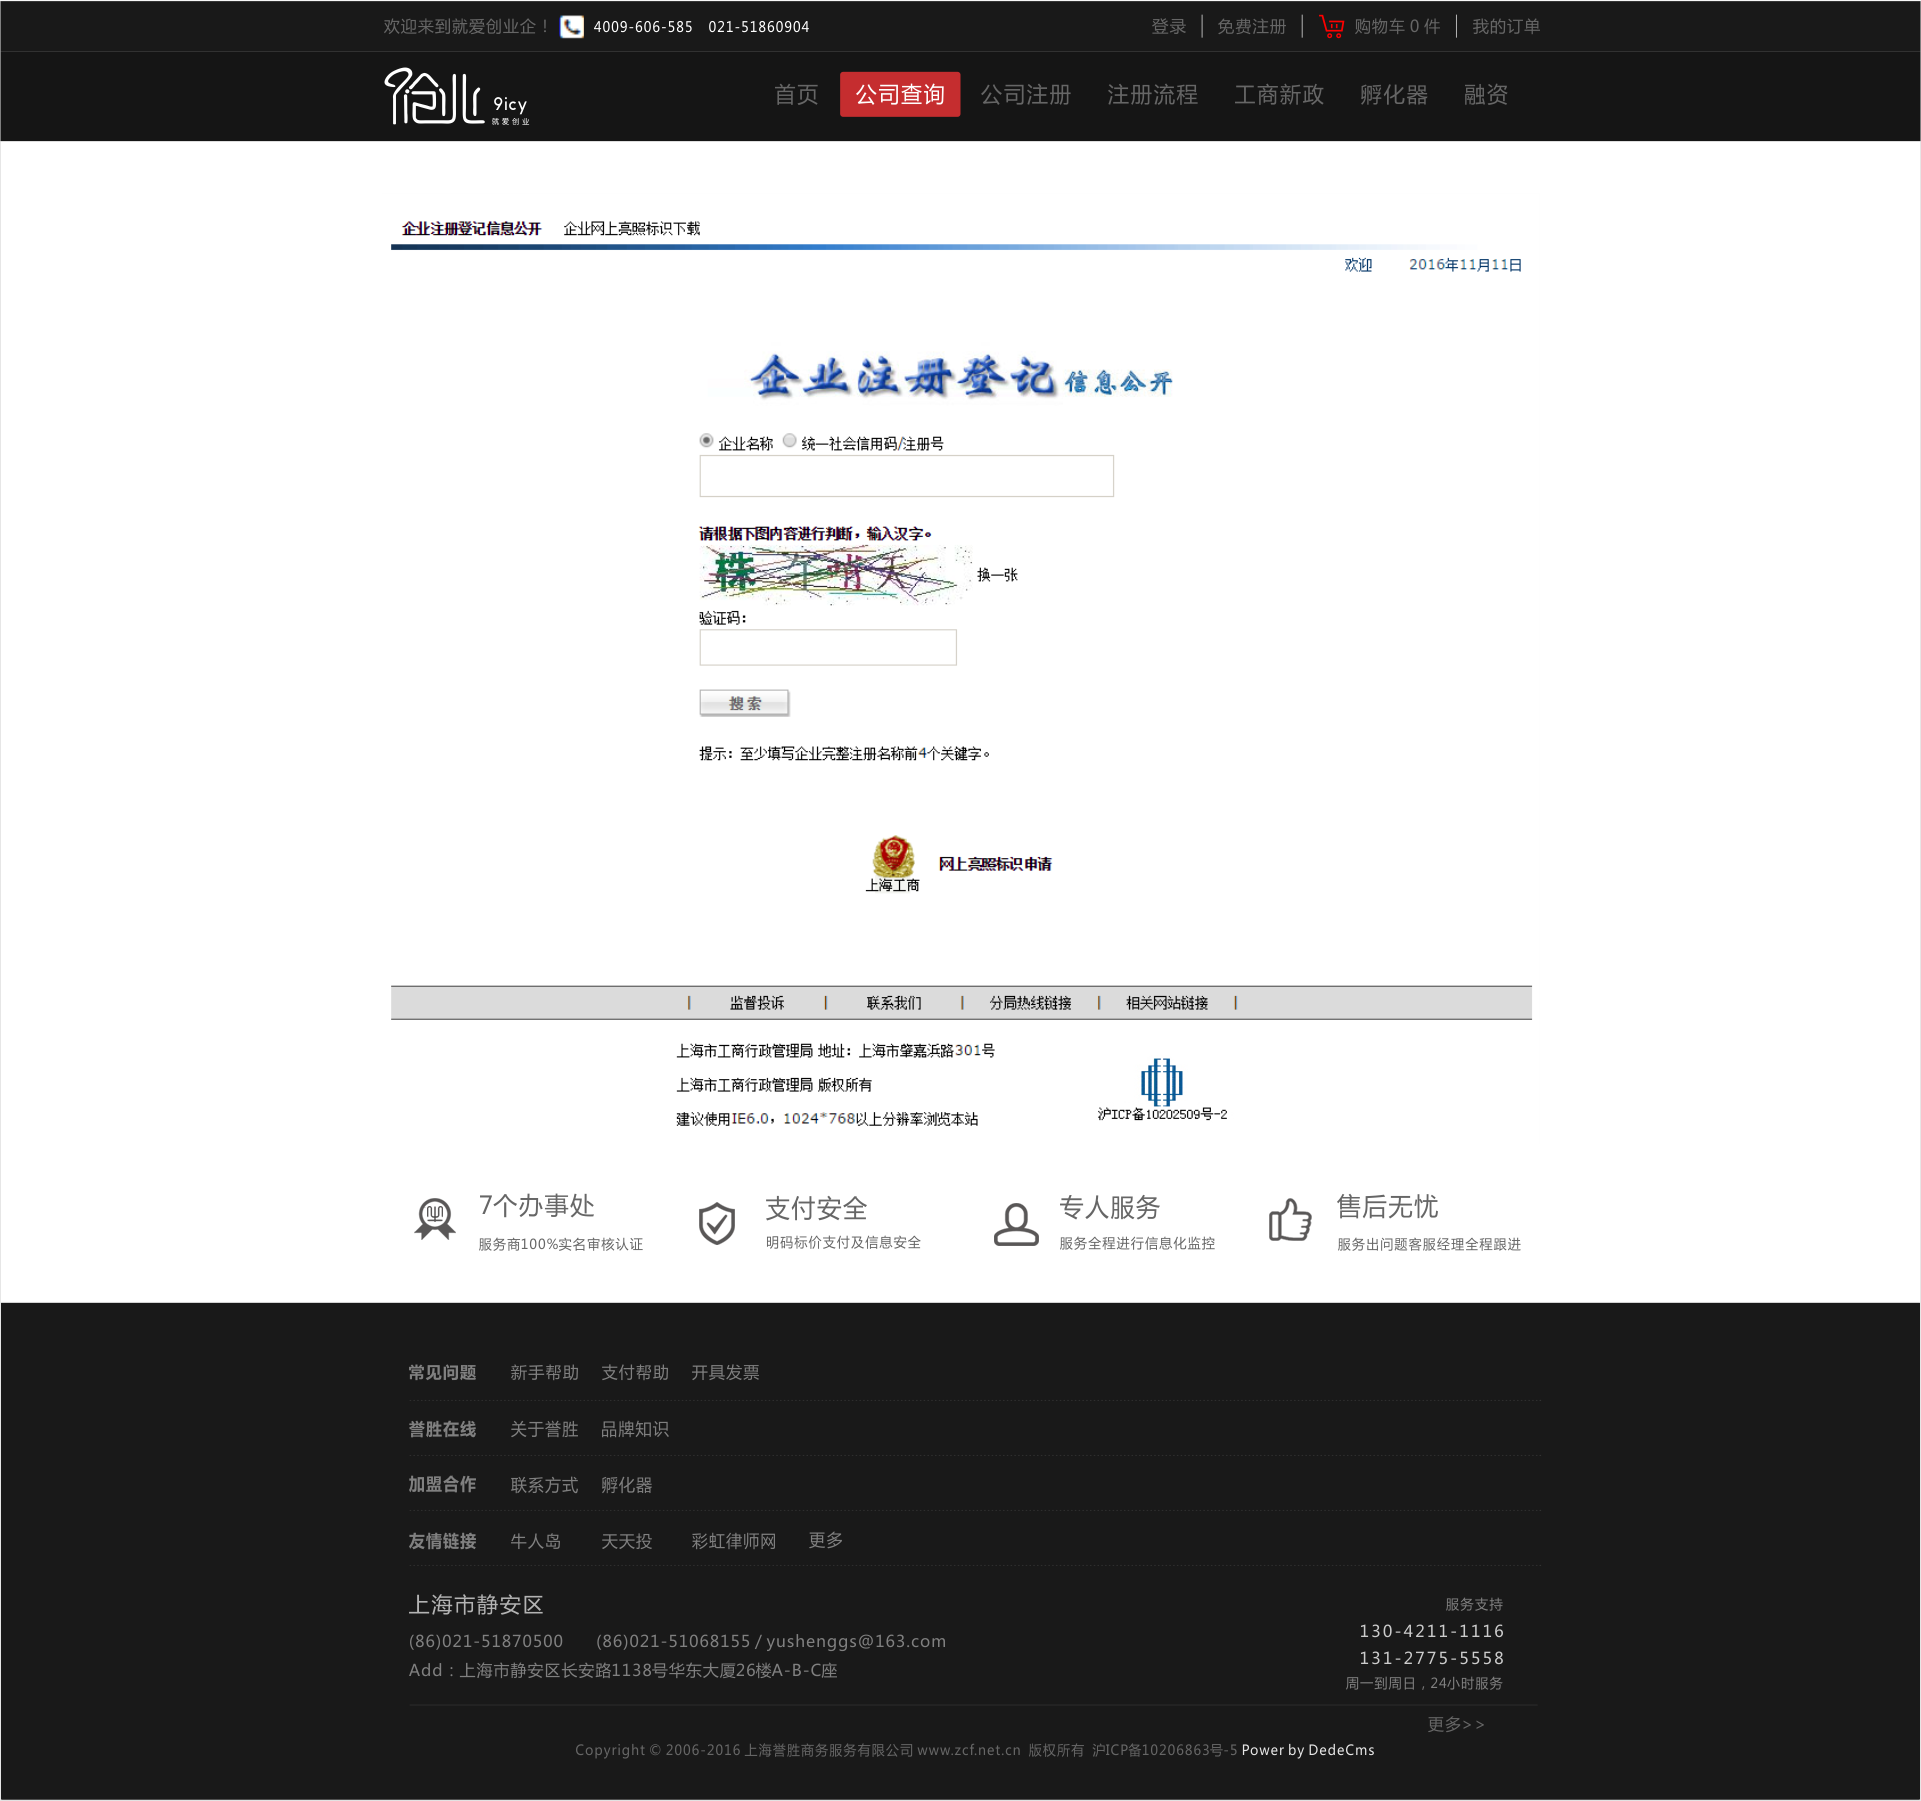 欢迎来到就爱创业企！ 4009-606-585 021-51860904 登录 免费注册 购物车 0 件 我的订单
9icy
就爱创业
首页 公司查询 公司注册 注册流程 工商新政 孵化器 融资
企业注册登记信息公开 企业网上亮照标识下载
欢迎 2016年11月11日
企业注册登记信息公开
企业名称 统一社会信用码/注册号
请根据下图内容进行判断，输入汉字。
换一张
验证码：
搜 索
提示：至少填写企业完整注册名称前4个关键字。
上海工商
网上亮照标识申请
| 监督投诉 | 联系我们 | 分局热线链接 | 相关网站链接 |
上海市工商行政管理局 地址：上海市肇嘉浜路301号
上海市工商行政管理局 版权所有
建议使用IE6.0，1024*768以上分辨率浏览本站
沪ICP备10202509号-2
7个办事处
服务商100%实名审核认证
支付安全
明码标价支付及信息安全
专人服务
服务全程进行信息化监控
售后无忧
服务出问题客服经理全程跟进
常见问题 新手帮助 支付帮助 开具发票
誉胜在线 关于誉胜 品牌知识
加盟合作 联系方式 孵化器
友情链接 牛人岛 天天投 彩虹律师网 更多
上海市静安区
(86)021-51870500 (86)021-51068155 / yushenggs@163.com
Add : 上海市静安区长安路1138号华东大厦26楼A-B-C座
服务支持
130-4211-1116
131-2775-5558
周一到周日，24小时服务
更多>>
Copyright © 2006-2016 上海誉胜商务服务有限公司 www.zcf.net.cn 版权所有 沪ICP备10206863号-5 Power by DedeCms